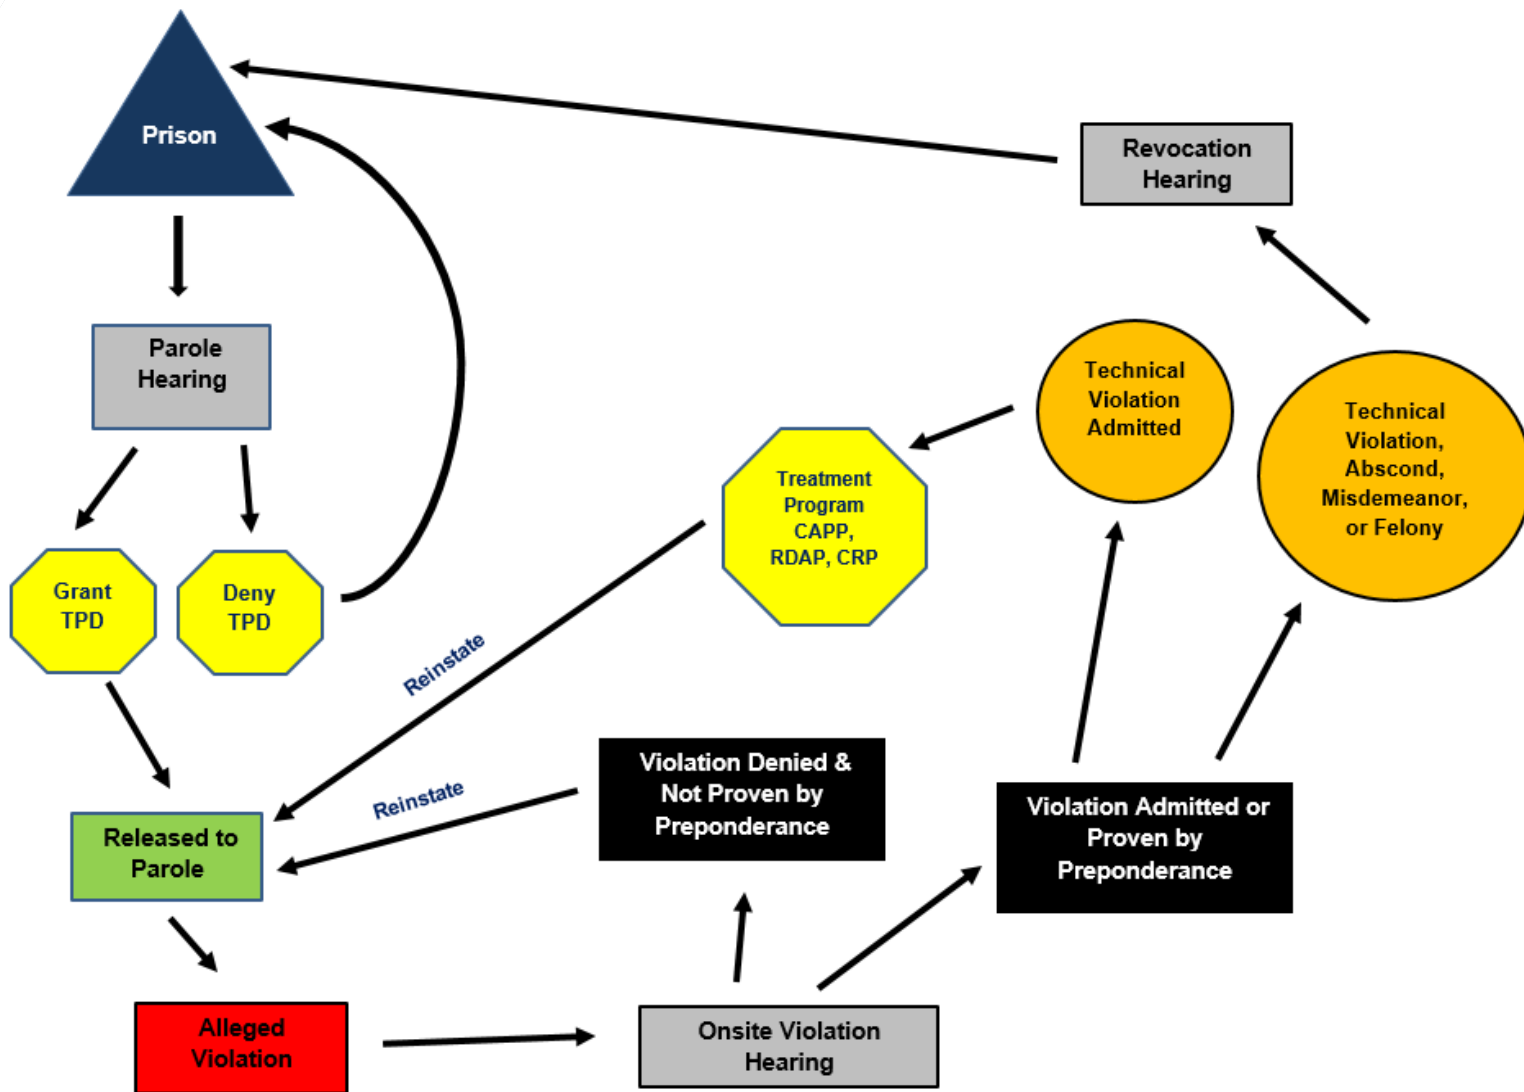 Prison
Revocation
Hearing
Parole
Hearing
Technical
Violation
Admitted
Technical
Violation,
Abscond,
Misdemeanor,
or Felony
Treatment
Program
CAPP,
RDAP, CRP
Grant
TPD
Deny
TPD
Reinstate
Reinstate
Violation Denied &
Not Proven by
Preponderance
Violation Admitted or
Proven by
Preponderance
Released to
Parole
Alleged
Violation
Onsite Violation
Hearing